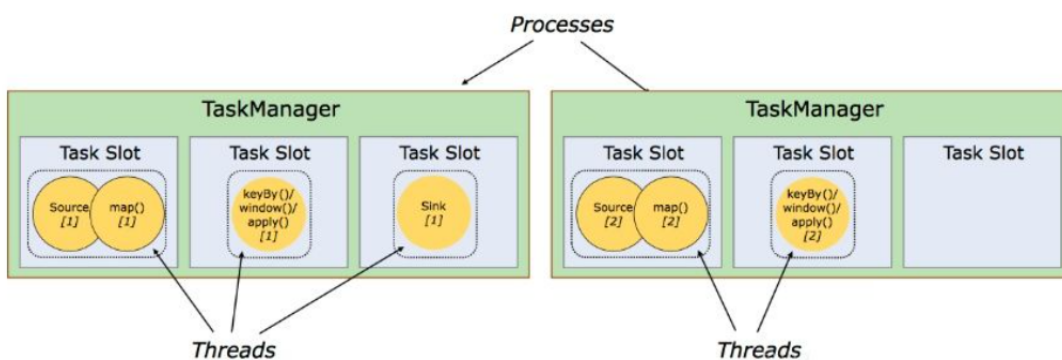 Processes
TaskManager
Task Slot
Source
[1]
map()
[1]
Task Slot
keyBy()/
window()/
apply()
[1]
Task Slot
Sink
[1]
TaskManager
Task Slot
Source
[2]
map()
[2]
Task Slot
keyBy()/
window()/
apply()
[2]
Task Slot
Threads
Threads